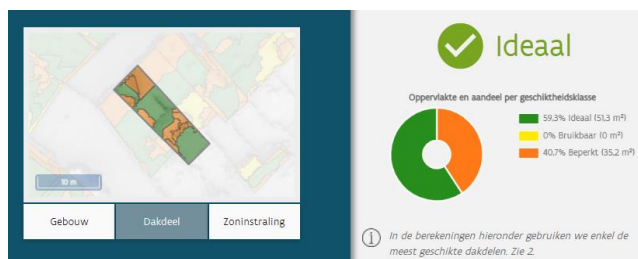 10 m
Gebouw
Dakdeel
Zoninstraling
Ideaal
Oppervlakte en aandeel per geschiktheidsklasse
59,3% Ideaal (51,3 m²)
0% Bruikbaar (0 m²)
40,7% Beperkt (35,2 m²)
In de berekeningen hieronder gebruiken we enkel de
meest geschikte dakdelen. Zie 2.